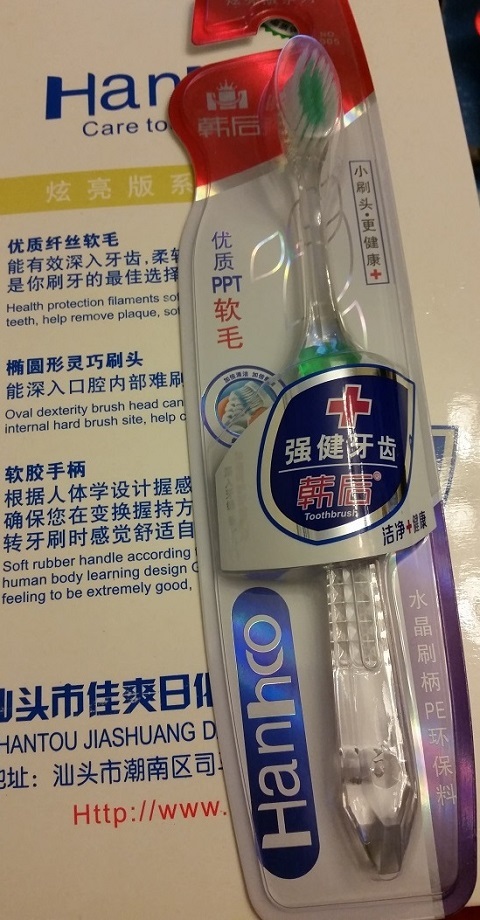 Han
Care to
炫亮版系
优质纤丝软毛
能有效深入牙齿,柔软
是你刷牙的最佳选择
Health protection filaments
teeth, help remove plaque,
椭圆形灵巧刷头
能深入口腔内部难刷
Oval dexterity brush head can
internal hard brush site, help
软胶手柄
根据人体学设计握感
确保您在变换握持方
转牙刷时感觉舒适自
Soft rubber handle according
human body learning design
feeling to be extremely good,
汕头市佳爽日化
HANTOU JIASHUANG
地址：汕头市潮南区司
Http://www.
韩后
小刷头·更健康
优质PPT软毛
强健牙齿
韩后®
Toothbrush
洁净+健康
Hanhoo
水晶刷柄PE环保料